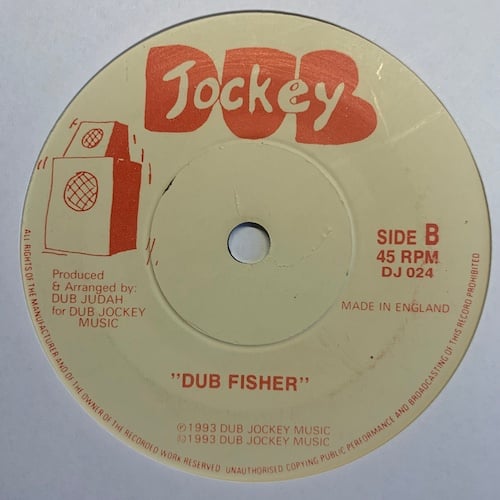 DUB
Jockey
SIDE B
45 RPM
DJ 024
MADE IN ENGLAND
Produced
& Arranged by:
DUB JUDAH
for DUB JOCKEY
MUSIC
"DUB FISHER"
℗1993 DUB JOCKEY MUSIC
©1993 DUB JOCKEY MUSIC
ALL RIGHTS OF THE MANUFACTURER AND OF THE OWNER OF THE RECORDED WORK RESERVED UNAUTHORISED COPYING PUBLIC PERFORMANCE AND BROADCASTING OF THIS RECORD PROHIBITED